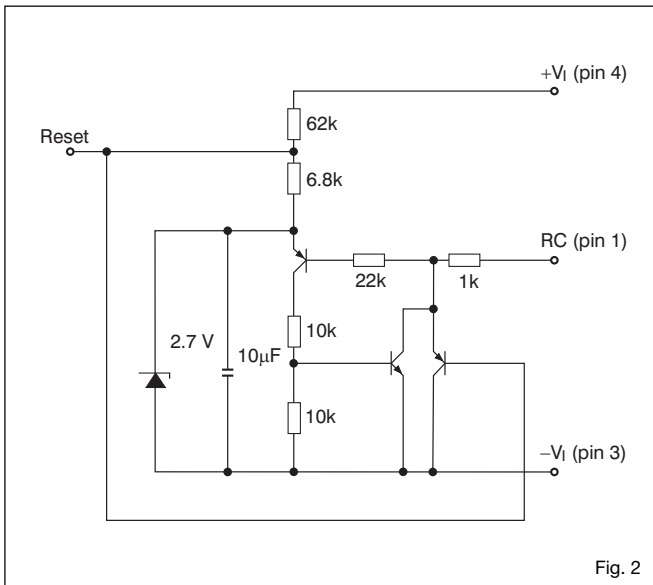 +VI (pin 4)
62k
Reset
6.8k
RC (pin 1)
22k
1k
10k
2.7 V
10µF
10k
−VI (pin 3)
Fig. 2